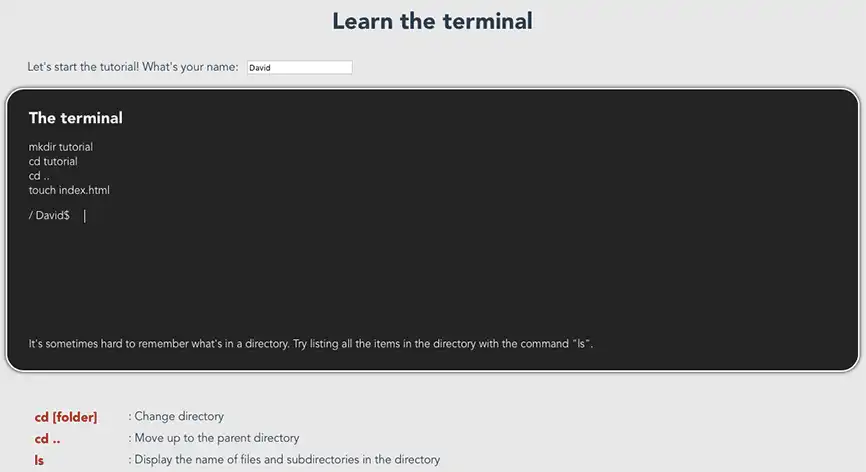 Learn the terminal
Let's start the tutorial! What's your name: David
The terminal
mkdir tutorial
cd tutorial
cd ..
touch index.html
/ David$
It's sometimes hard to remember what's in a directory. Try listing all the items in the directory with the command "ls".
cd [folder] : Change directory
cd .. : Move up to the parent directory
ls : Display the name of files and subdirectories in the directory